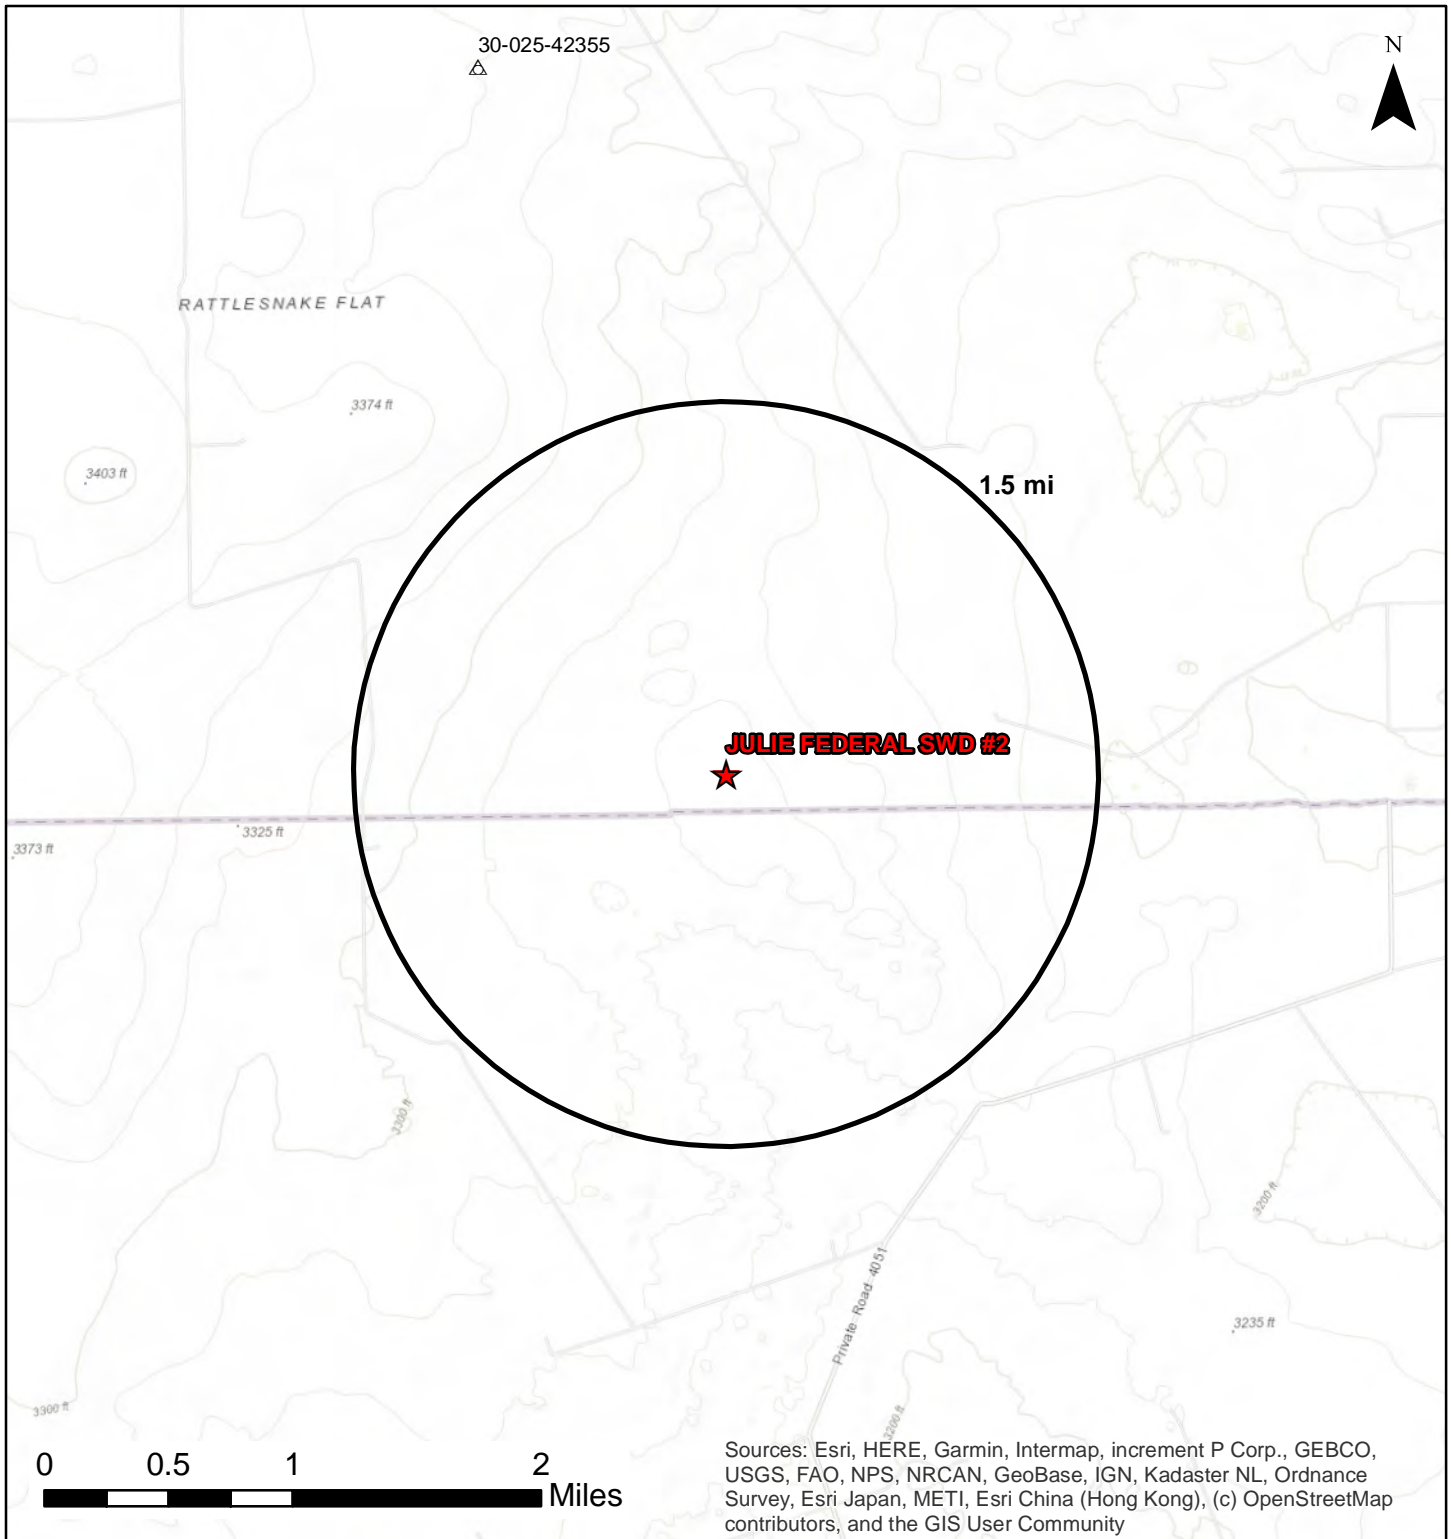 30-025-42355
N
RATTLESNAKE FLAT
3374 ft
3403 ft
1.5 mi
JULIE FEDERAL SWD #2
3325 ft
3373 ft
3300 ft
3200 ft
Private Road 4051
3235 ft
3300 ft
3200 ft
0 0.5 1 2
Miles
Sources: Esri, HERE, Garmin, Intermap, increment P Corp., GEBCO,
USGS, FAO, NPS, NRCAN, GeoBase, IGN, Kadaster NL, Ordnance
Survey, Esri Japan, METI, Esri China (Hong Kong), (c) OpenStreetMap
contributors, and the GIS User Community